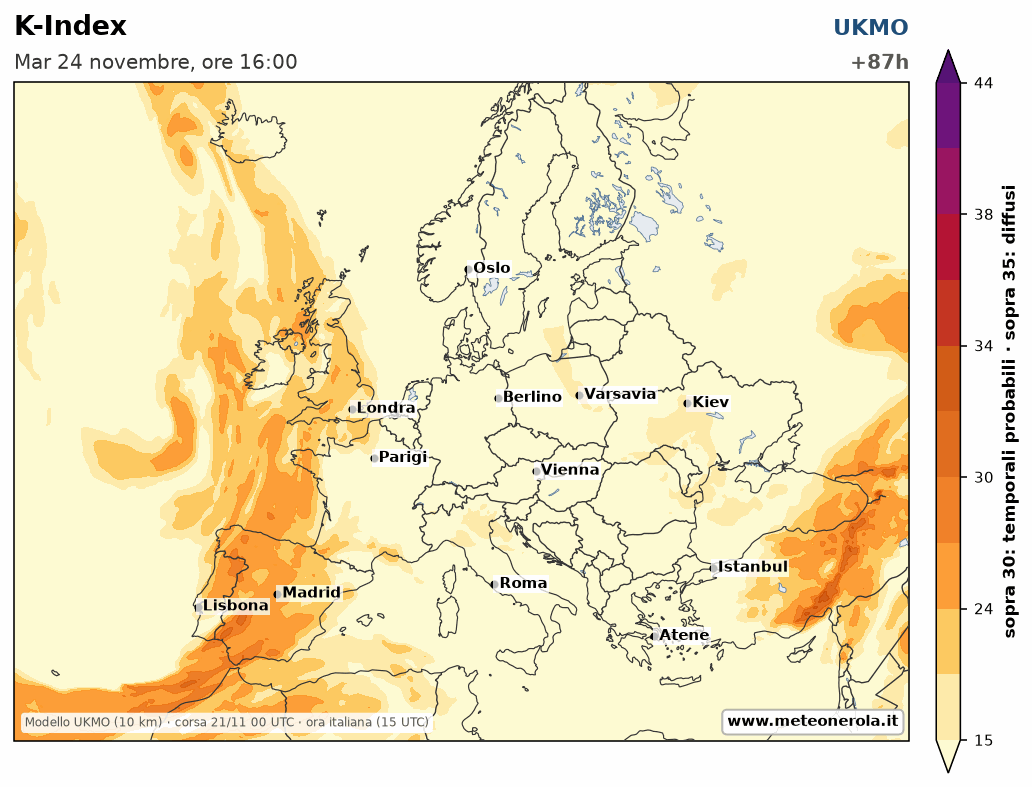 K-Index
UKMO
Mar 24 novembre, ore 16:00
+87h
44
38
34
30
24
15
sopra 30: temporali probabili · sopra 35: diffusi
Oslo
Londra
Berlino
Varsavia
Kiev
Parigi
Vienna
Istanbul
Roma
Madrid
Lisbona
Atene
Modello UKMO (10 km) · corsa 21/11 00 UTC · ora italiana (15 UTC)
www.meteonerola.it